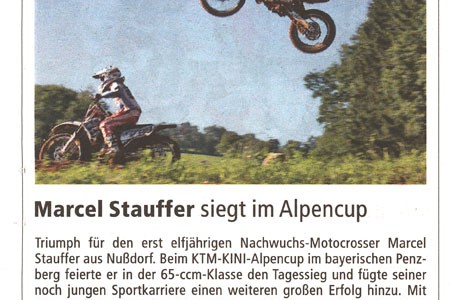 Marcel Stauffer siegt im Alpencup
Triumph für den erst elfjährigen Nachwuchs-Motocrosser Marcel
Stauffer aus Nußdorf. Beim KTM-KINI-Alpencup im bayerischen Penz-
berg feierte er in der 65-ccm-Klasse den Tagessieg und fügte seiner
noch jungen Sportkarriere einen weiteren großen Erfolg hinzu. Mit